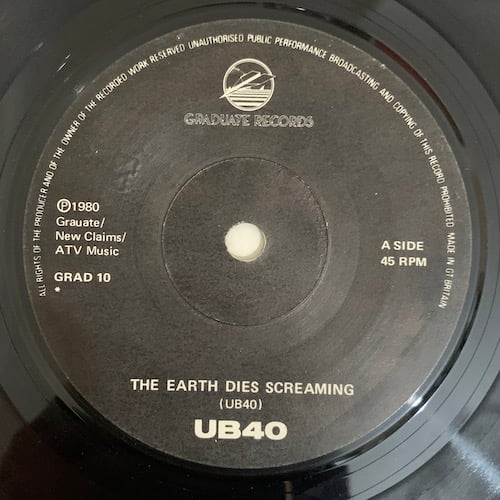 ALL RIGHTS OF THE PRODUCER AND OF THE OWNER OF THE RECORDED WORK RESERVED UNAUTHORISED PUBLIC PERFORMANCE BROADCASTING AND COPYING OF THIS RECORD PROHIBITED MADE IN GT BRITAIN
GRADUATE RECORDS
℗1980
Grauate/
New Claims/
ATV Music
GRAD 10
*
A SIDE
45 RPM
THE EARTH DIES SCREAMING
(UB40)
UB40